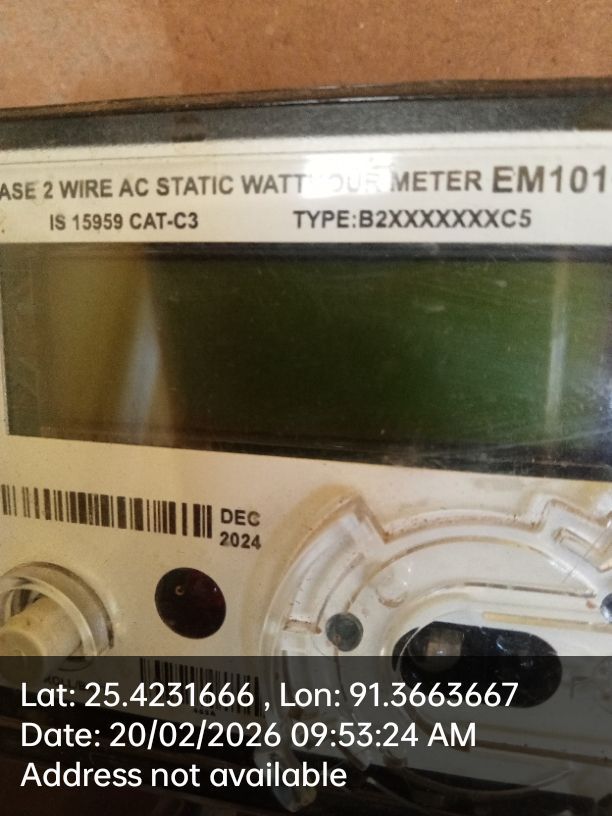 ASE 2 WIRE AC STATIC WATTHOUR METER EM101
IS 15959 CAT-C3 TYPE:B2XXXXXXXC5
DEC
2024
Lat: 25.4231666 , Lon: 91.3663667
Date: 20/02/2026 09:53:24 AM
Address not available